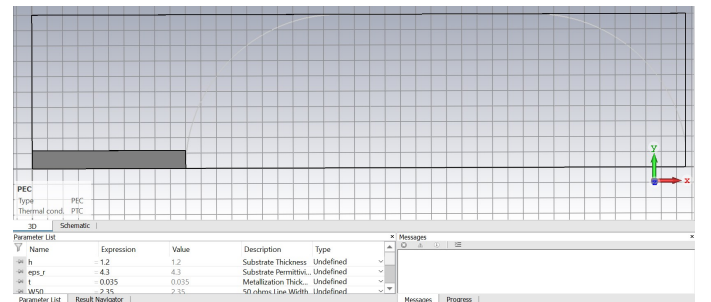 y
x
PEC
Type PEC
Thermal cond. PTC
3D Schematic
Parameter List × Messages ×
Name Expression Value Description Type
h = 1.2 1.2 Substrate Thickness Undefined
eps_r = 4.3 4.3 Substrate Permittivi... Undefined
t = 0.035 0.035 Metallization Thick... Undefined
W50 = 2.35 2.35 50 ohms Line Width Undefined
Parameter List Result Navigator Messages Progress